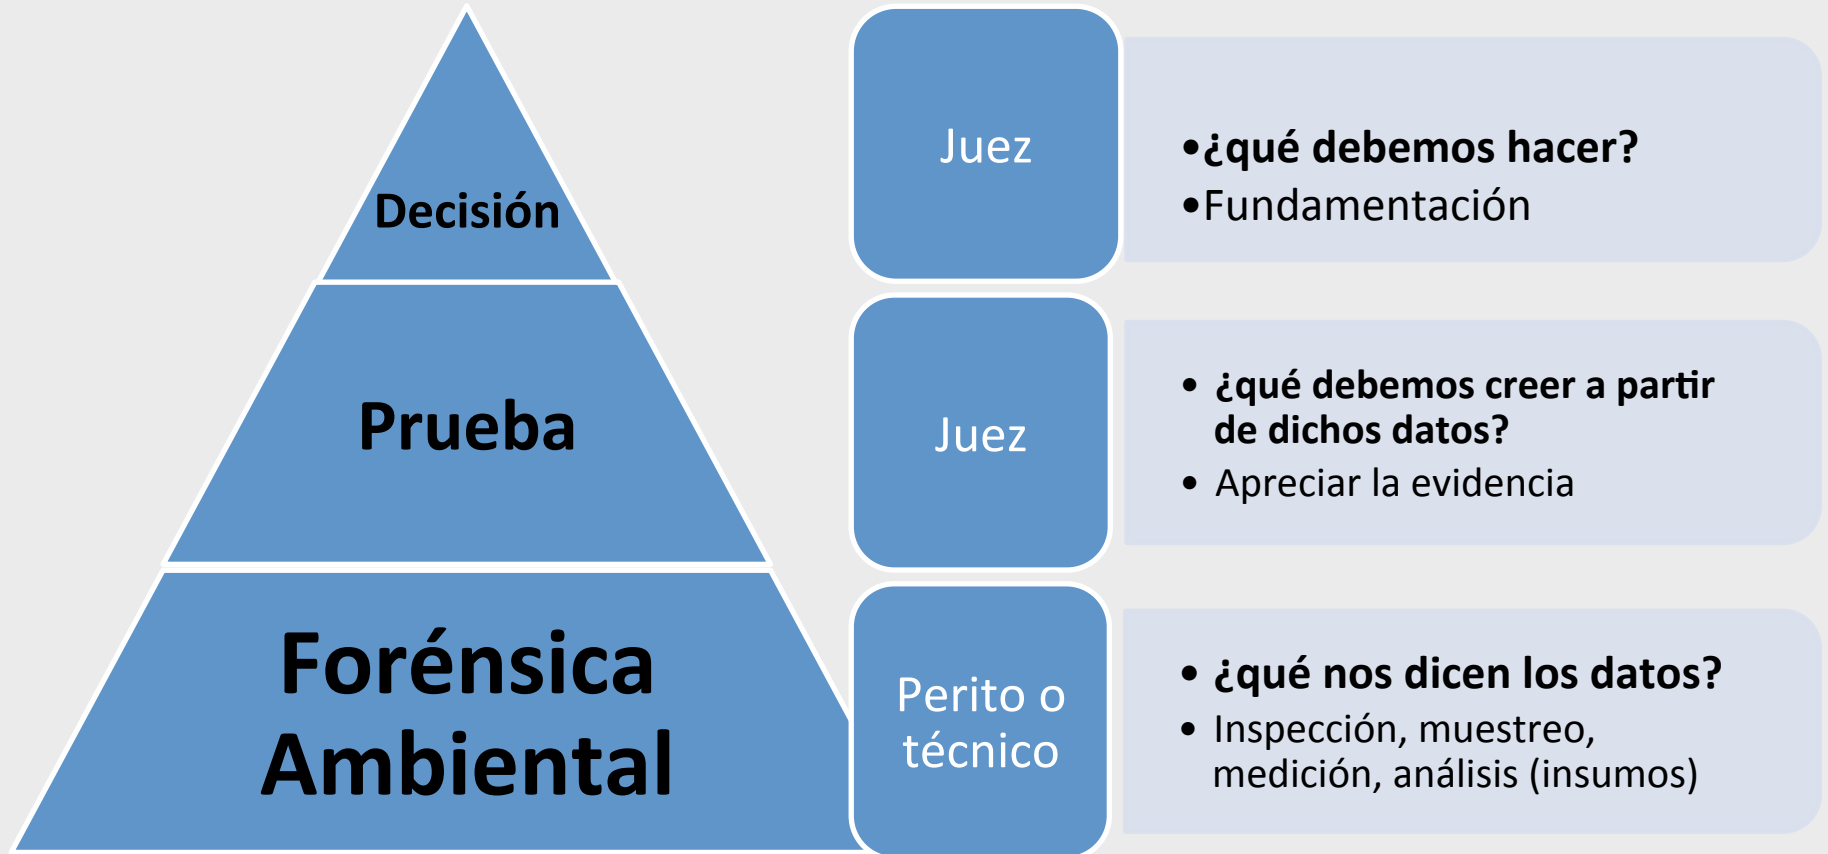 Decisión
Juez
•¿qué debemos hacer?
•Fundamentación
Prueba
Juez
• ¿qué debemos creer a partir
de dichos datos?
• Apreciar la evidencia
Forénsica
Ambiental
Perito o
técnico
• ¿qué nos dicen los datos?
• Inspección, muestreo,
medición, análisis (insumos)